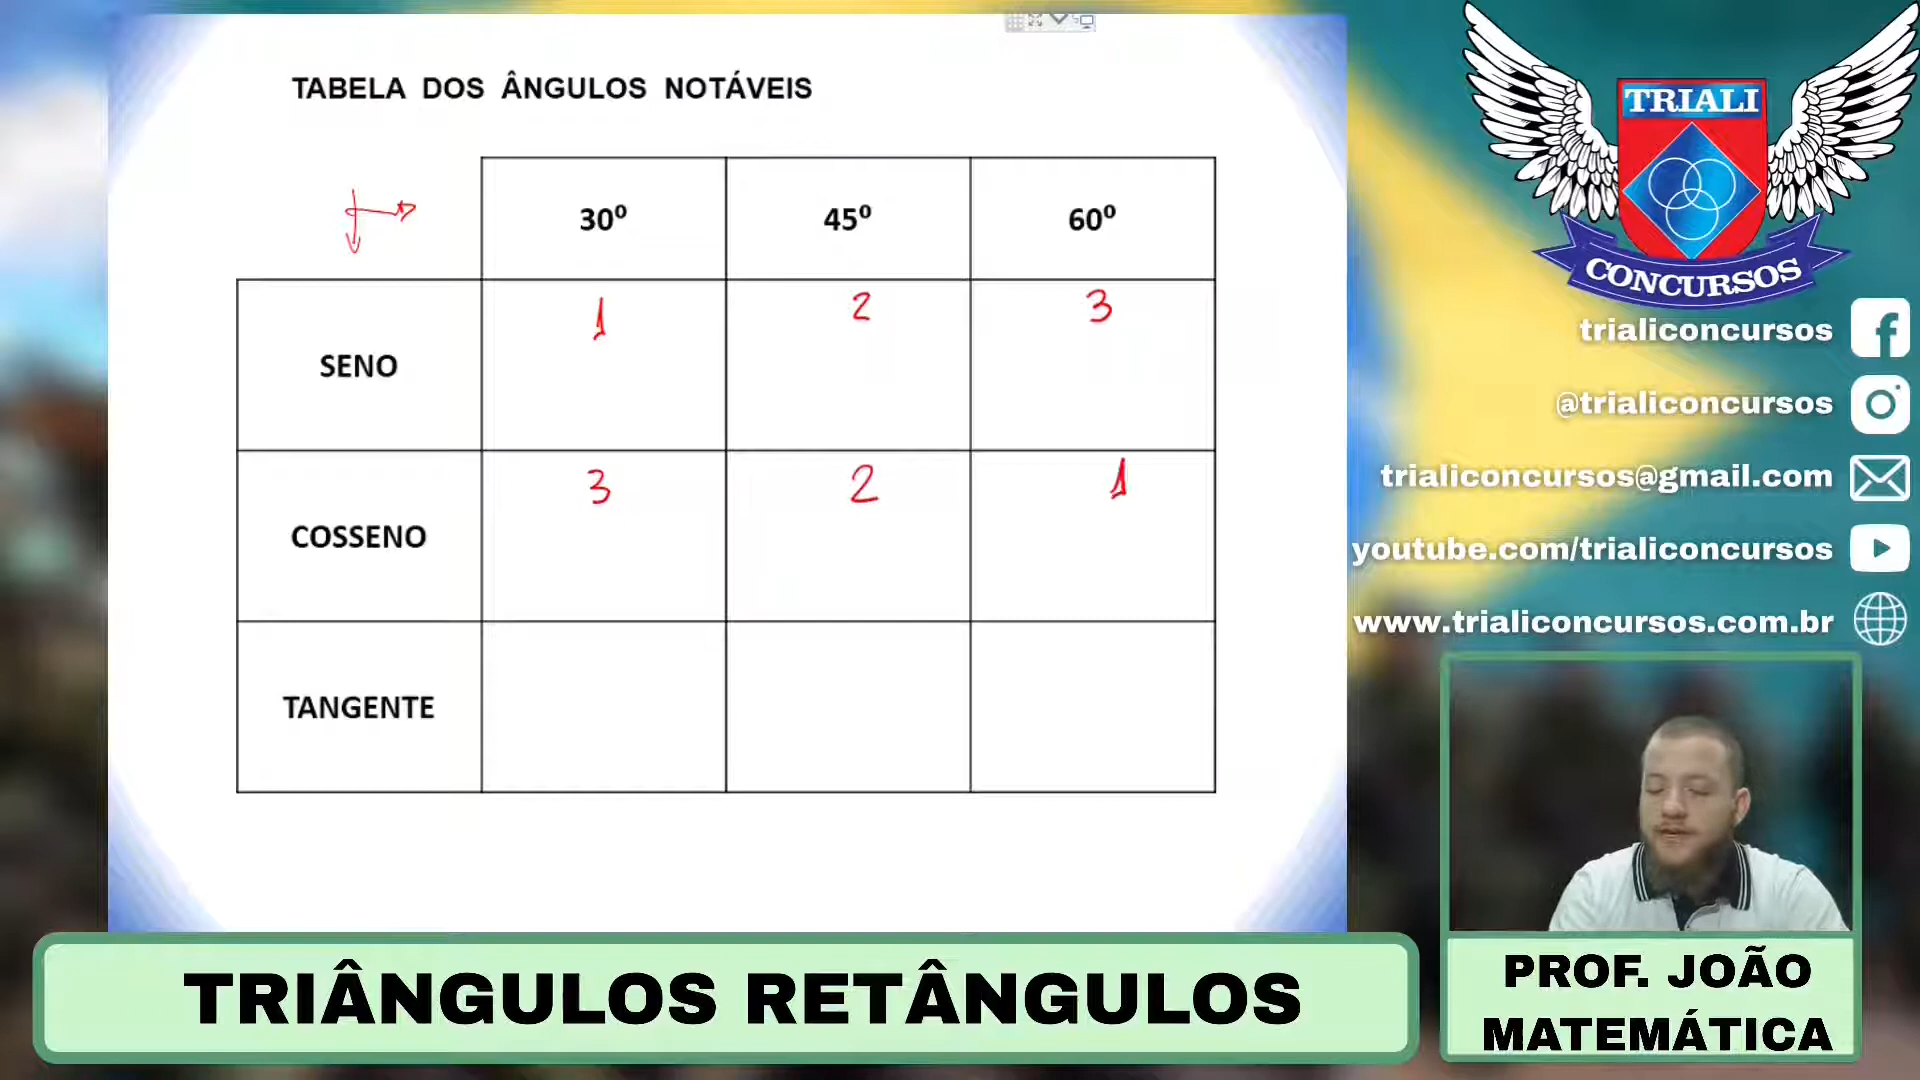 TABELA DOS ÂNGULOS NOTÁVEIS
30º 45º 60º
SENO 1 2 3
COSSENO 3 2 1
TANGENTE
TRIALI
CONCURSOS
trialiconcursos
@trialiconcursos
trialiconcursos@gmail.com
youtube.com/trialiconcursos
www.trialiconcursos.com.br
TRIÂNGULOS RETÂNGULOS
PROF. JOÃO
MATEMÁTICA